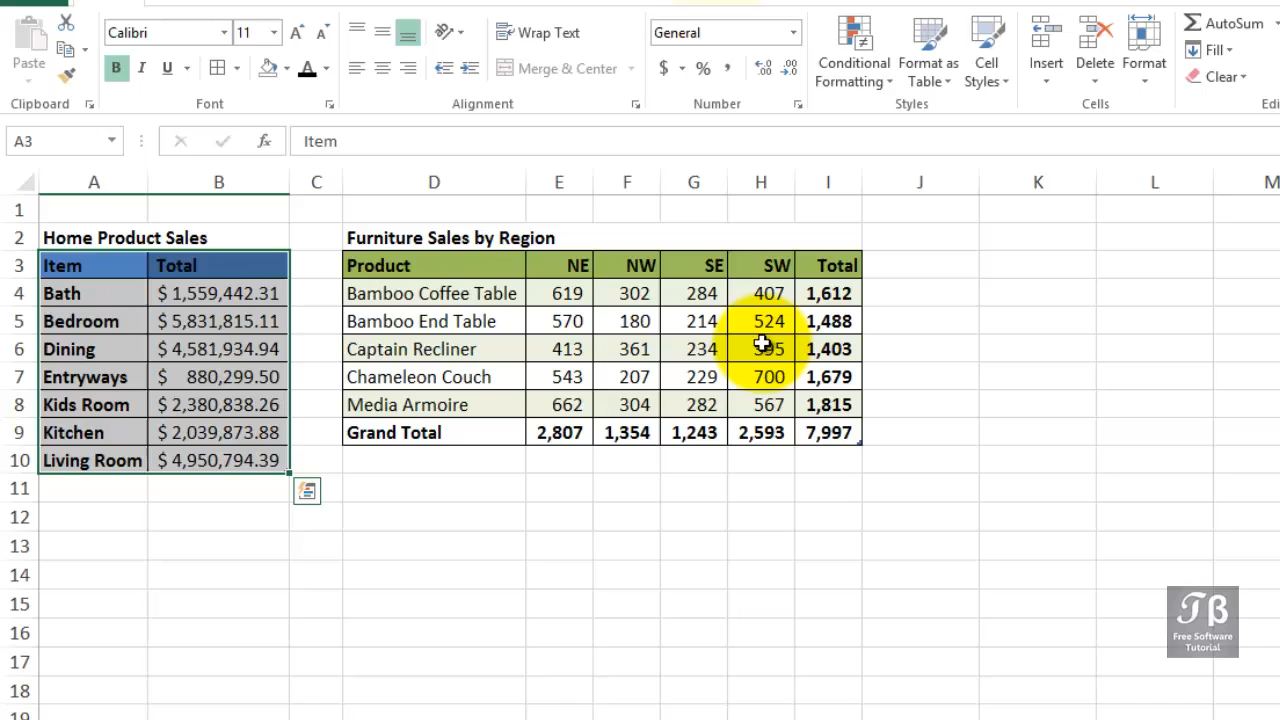 Calibri 11 Wrap Text General AutoSum
Paste B I U Merge & Center $ % , Conditional Formatting Format as Table Cell Styles Insert Delete Format Fill Clear
Clipboard Font Alignment Number Styles Cells
A3 fx Item
A B C D E F G H I J K L M
1
2 Home Product Sales Furniture Sales by Region
3 Item Total Product NE NW SE SW Total
4 Bath $ 1,559,442.31 Bamboo Coffee Table 619 302 284 407 1,612
5 Bedroom $ 5,831,815.11 Bamboo End Table 570 180 214 524 1,488
6 Dining $ 4,581,934.94 Captain Recliner 413 361 234 395 1,403
7 Entryways $ 880,299.50 Chameleon Couch 543 207 229 700 1,679
8 Kids Room $ 2,380,838.26 Media Armoire 662 304 282 567 1,815
9 Kitchen $ 2,039,873.88 Grand Total 2,807 1,354 1,243 2,593 7,997
10 Living Room $ 4,950,794.39
11
12
13
14
15
16
17
18
19
Free Software
Tutorial